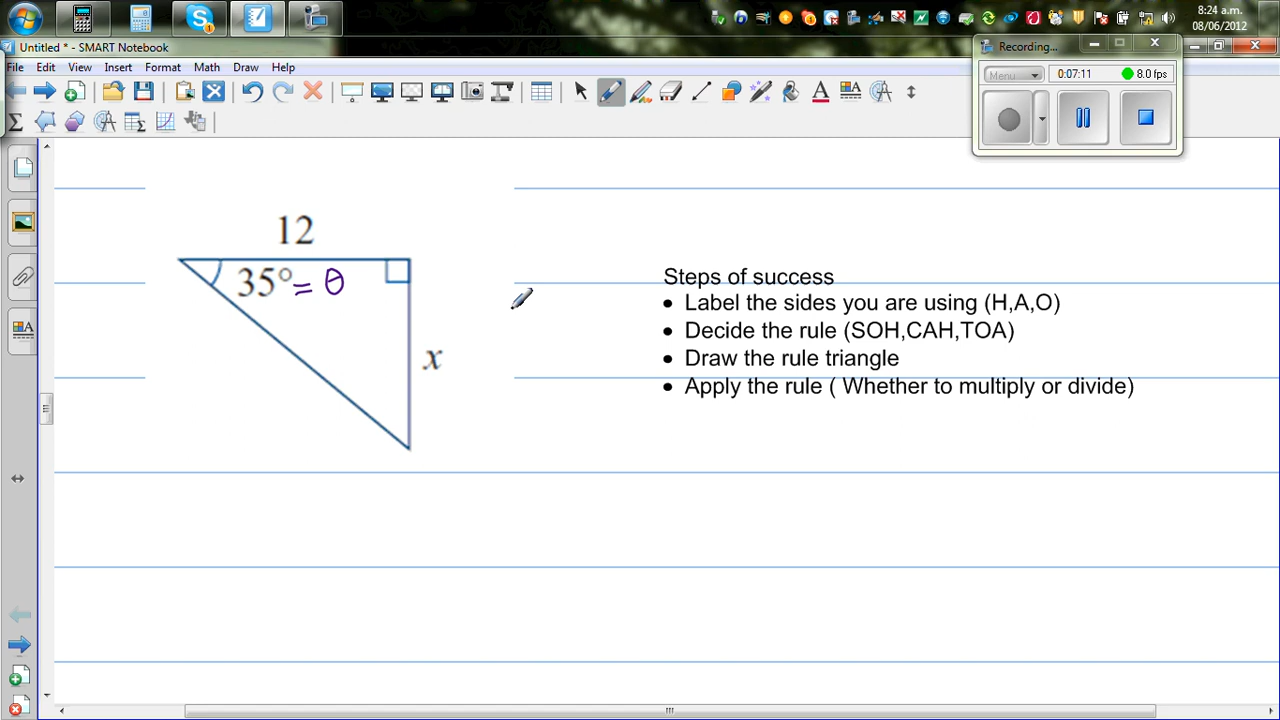 8:24 a.m.
08/06/2012
Untitled * - SMART Notebook
Recording...
File Edit View Insert Format Math Draw Help
Menu
0:07:11
8.0 fps
12
35° = θ
x
Steps of success
• Label the sides you are using (H,A,O)
• Decide the rule (SOH,CAH,TOA)
• Draw the rule triangle
• Apply the rule ( Whether to multiply or divide)